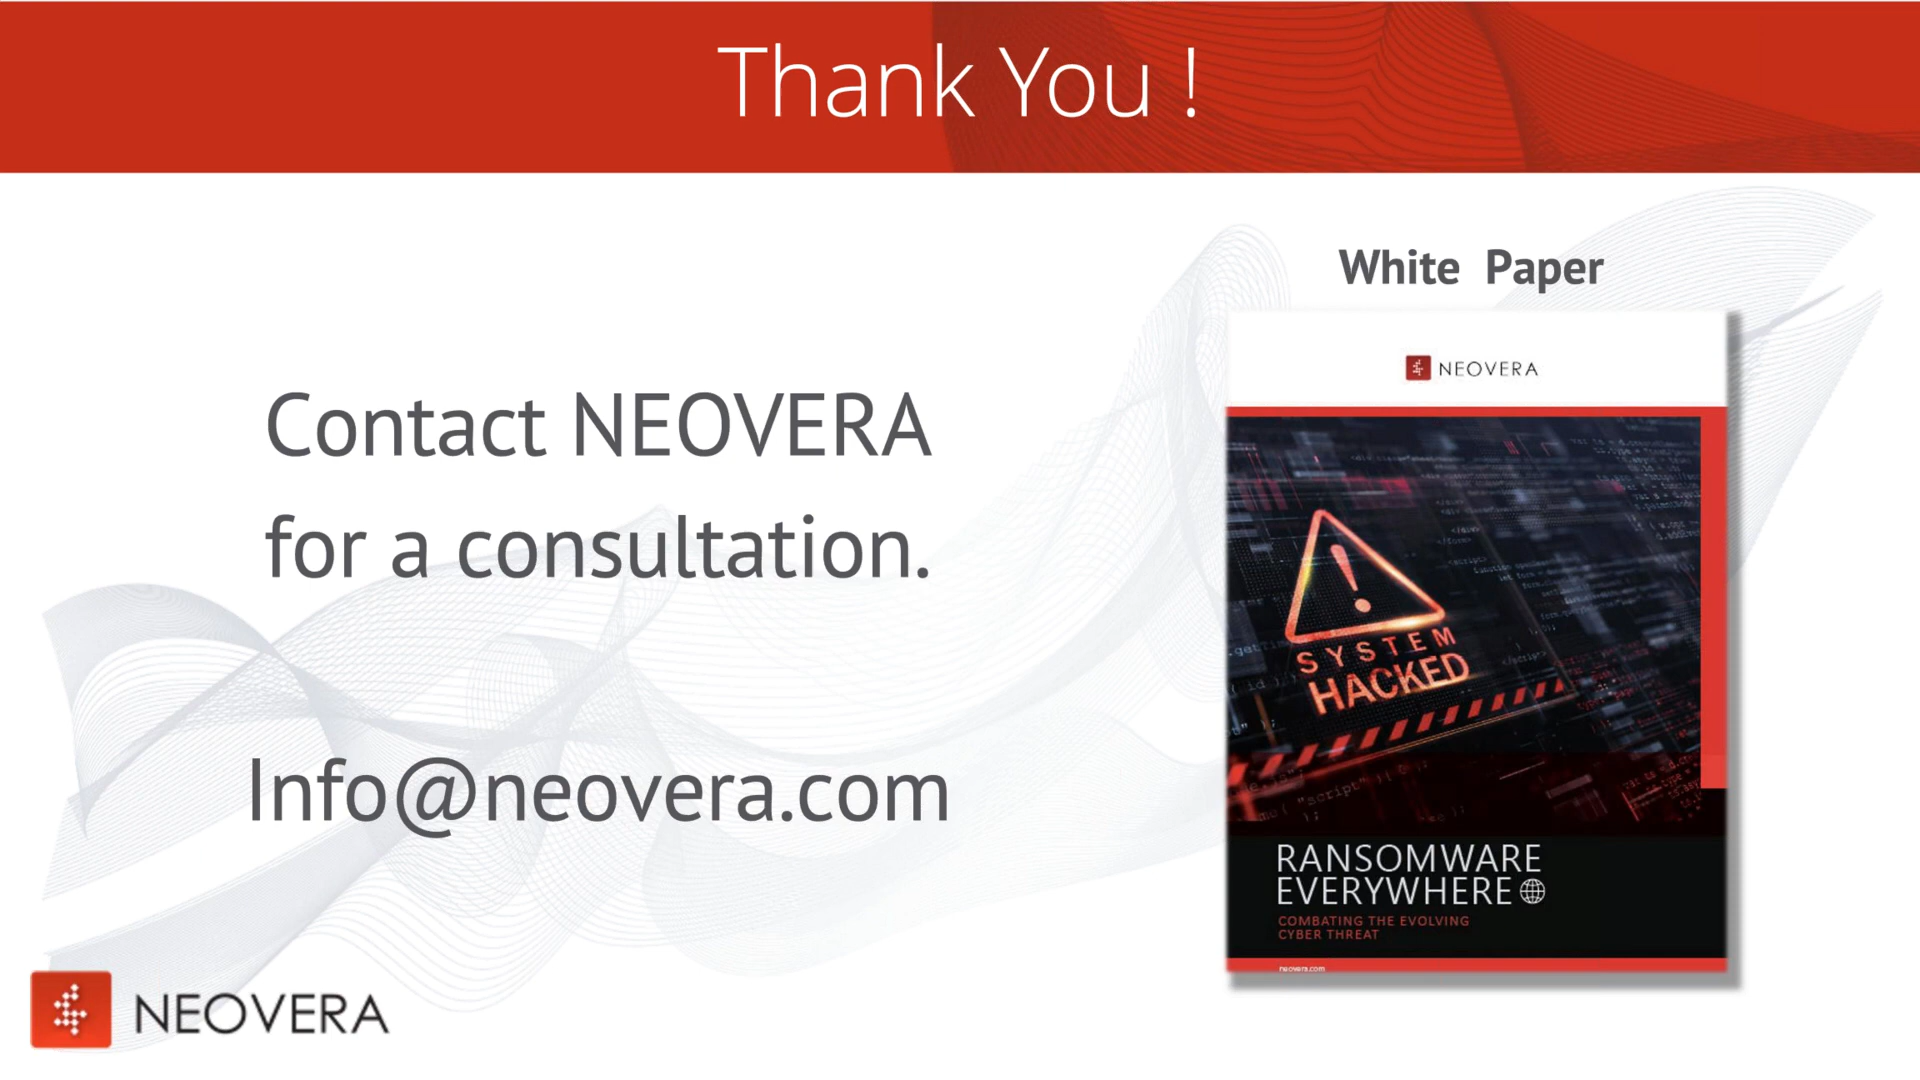 Thank You !
Contact NEOVERA
for a consultation.
Info@neovera.com
White Paper
NEOVERA
SYSTEM
HACKED
RANSOMWARE
EVERYWHERE
COMBATING THE EVOLVING
CYBER THREAT
neovera.com
NEOVERA